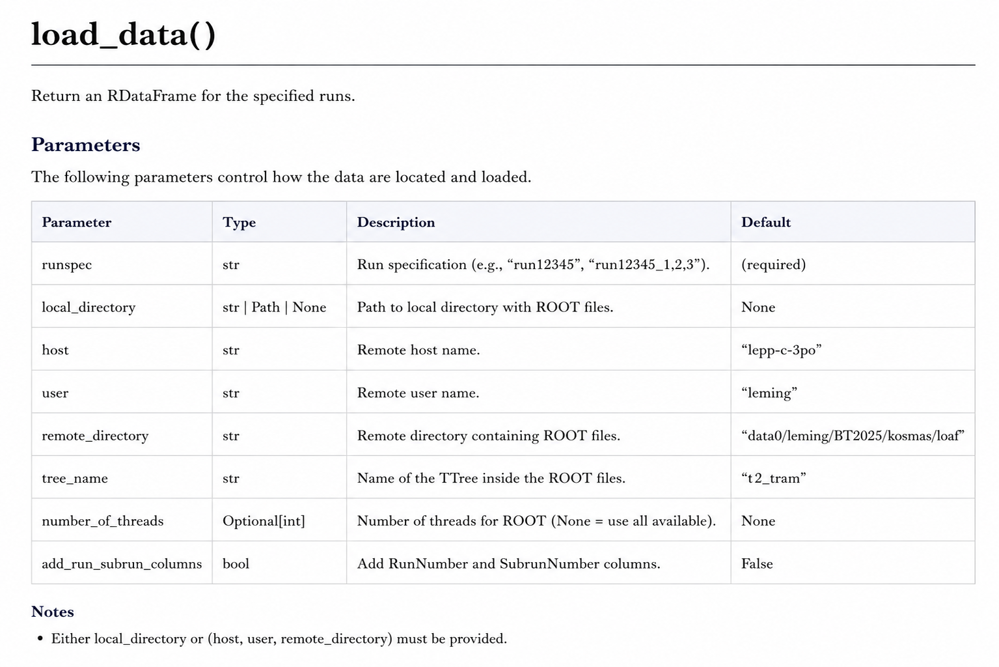 load_data()
Return an RDataFrame for the specified runs.
Parameters
The following parameters control how the data are located and loaded.
Parameter Type Description Default
runspec str Run specification (e.g., “run12345”, “run12345_1,2,3”). (required)
local_directory str | Path | None Path to local directory with ROOT files. None
host str Remote host name. “lepp-c-3po”
user str Remote user name. “leming”
remote_directory str Remote directory containing ROOT files. “data0/leming/BT2025/kosmas/loaf”
tree_name str Name of the TTree inside the ROOT files. “t2_tram”
number_of_threads Optional[int] Number of threads for ROOT (None = use all available). None
add_run_subrun_columns bool Add RunNumber and SubrunNumber columns. False
Notes
• Either local_directory or (host, user, remote_directory) must be provided.